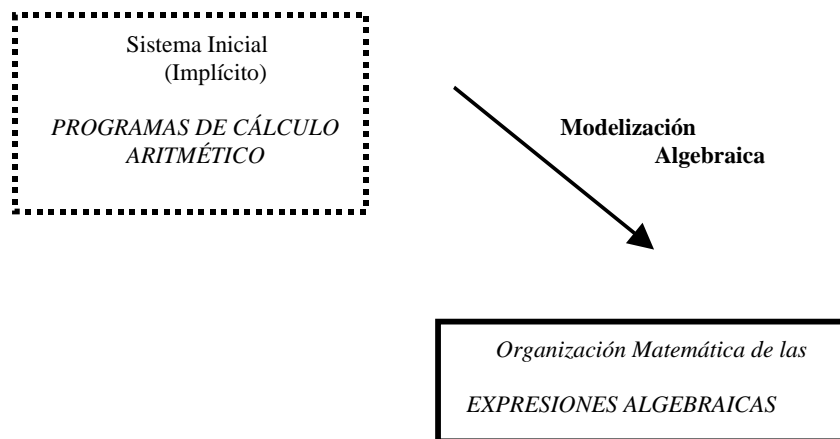 Sistema Inicial
(Implícito)
PROGRAMAS DE CÁLCULO
ARITMÉTICO
Modelización
Algebraica
Organización Matemática de las
EXPRESIONES ALGEBRAICAS